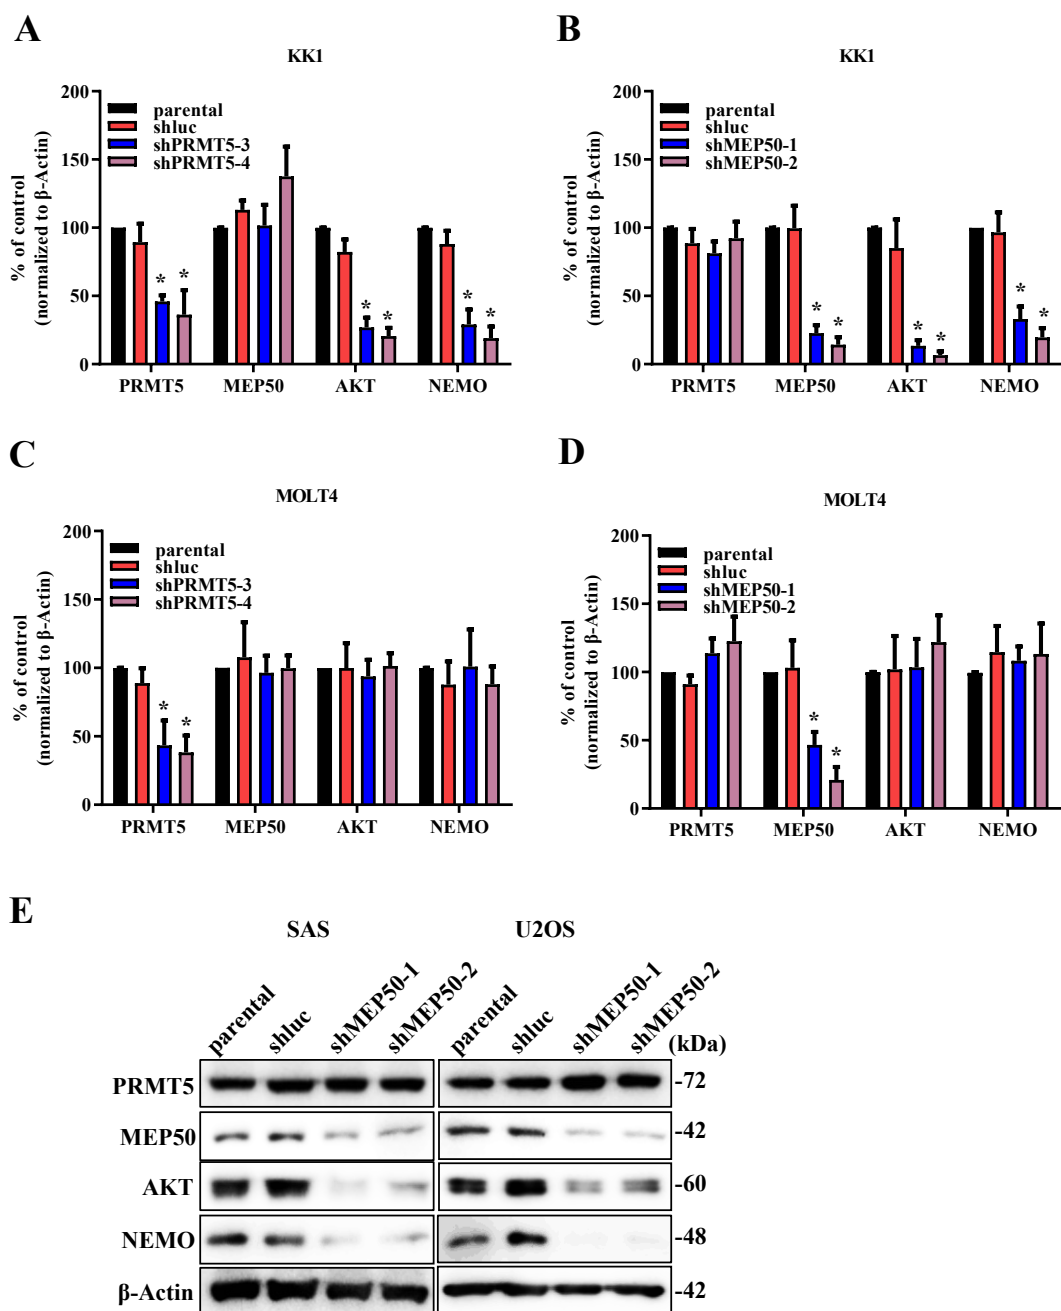 A
KK1
% of control
(normalized to β-Actin)
200
150
100
50
0
parental
shluc
shPRMT5-3
shPRMT5-4
* * * * * *
PRMT5 MEP50 AKT NEMO
B
KK1
% of control
(normalized to β-Actin)
200
150
100
50
0
parental
shluc
shMEP50-1
shMEP50-2
* * * * * *
PRMT5 MEP50 AKT NEMO
C
MOLT4
% of control
(normalized to β-Actin)
200
150
100
50
0
parental
shluc
shPRMT5-3
shPRMT5-4
* *
PRMT5 MEP50 AKT NEMO
D
MOLT4
% of control
(normalized to β-Actin)
200
150
100
50
0
parental
shluc
shMEP50-1
shMEP50-2
* *
PRMT5 MEP50 AKT NEMO
E
SAS U2OS
parental shluc shMEP50-1 shMEP50-2 parental shluc shMEP50-1 shMEP50-2
(kDa)
PRMT5 -72
MEP50 -42
AKT -60
NEMO -48
β-Actin -42